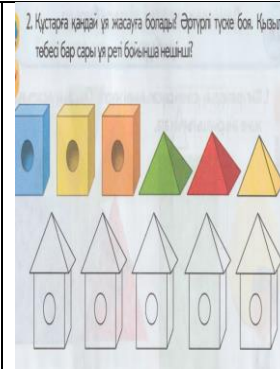 2. Құстарға қандай ұя жасауға болады? Әртүрлі түске боя. Қызыл
төбесі бар сары ұя реті бойынша нешінші?